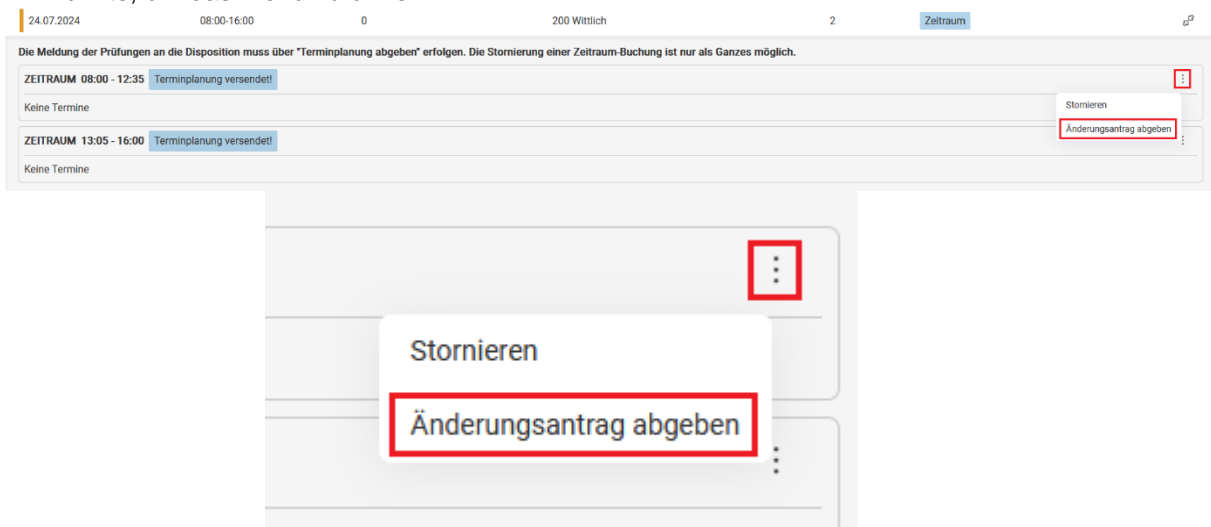 24.07.2024 08:00-16:00 0 200 Wittlich 2 Zeitraum
Die Meldung der Prüfungen an die Disposition muss über "Terminplanung abgeben" erfolgen. Die Stornierung einer Zeitraum-Buchung ist nur als Ganzes möglich.
ZEITRAUM 08:00 - 12:35 Terminplanung versendet!
Keine Termine
Stornieren
Änderungsantrag abgeben
ZEITRAUM 13:05 - 16:00 Terminplanung versendet!
Keine Termine
Stornieren
Änderungsantrag abgeben